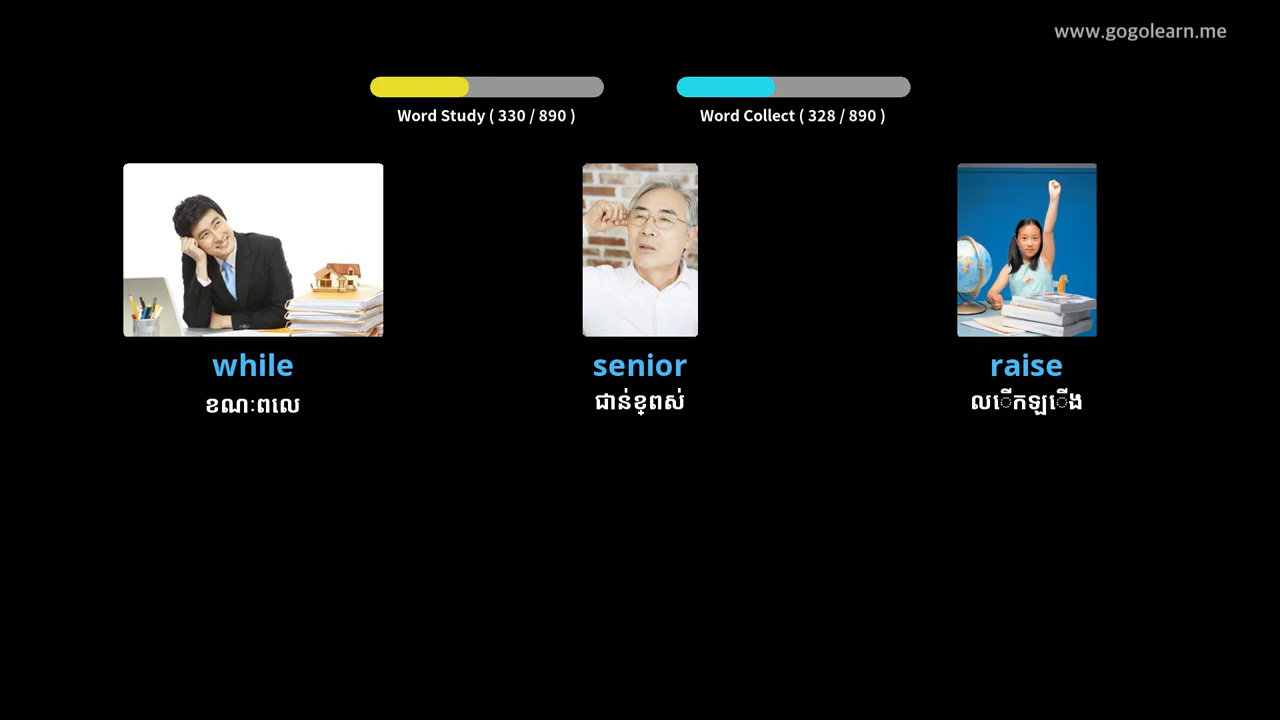 www.gogolearn.me
Word Study ( 330 / 890 )
Word Collect ( 328 / 890 )
while
senior
raise
ខណៈពលេ
ជាន់ខ្ពស់
លើកឡើង